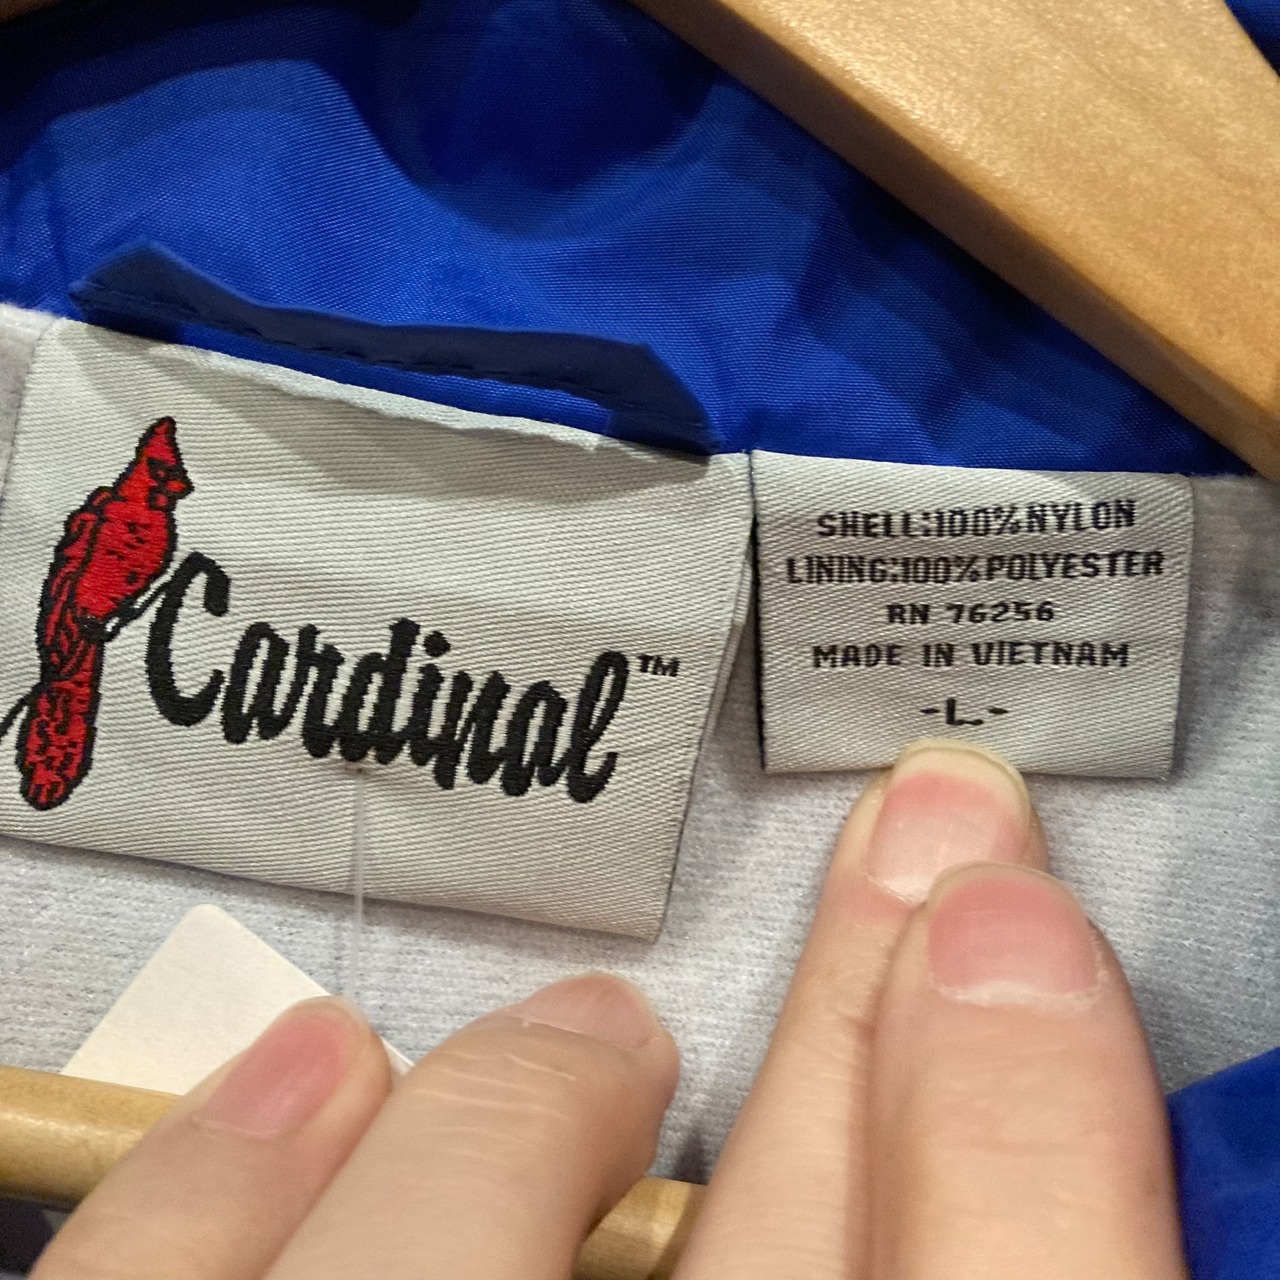 Cardinal™
SHELL:100%NYLON
LINING:100%POLYESTER
RN 76256
MADE IN VIETNAM
-L-